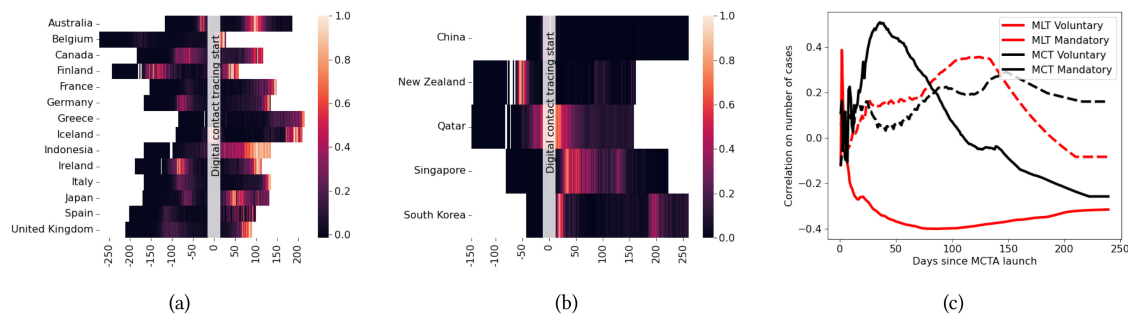 Australia
Belgium
Canada
Finland
France
Germany
Greece
Iceland
Indonesia
Ireland
Italy
Japan
Spain
United Kingdom
Digital contact tracing start
-250
-200
-150
-100
-50
0
50
100
150
200
1.0
0.8
0.6
0.4
0.2
0.0
(a)
China
New Zealand
Qatar
Singapore
South Korea
Digital contact tracing start
-150
-100
-50
0
50
100
150
200
250
1.0
0.8
0.6
0.4
0.2
0.0
(b)
Correlation on number of cases
0.4
0.2
0.0
−0.2
−0.4
MLT Voluntary
MLT Mandatory
MCT Voluntary
MCT Mandatory
0
50
100
150
200
250
Days since MCTA launch
(c)